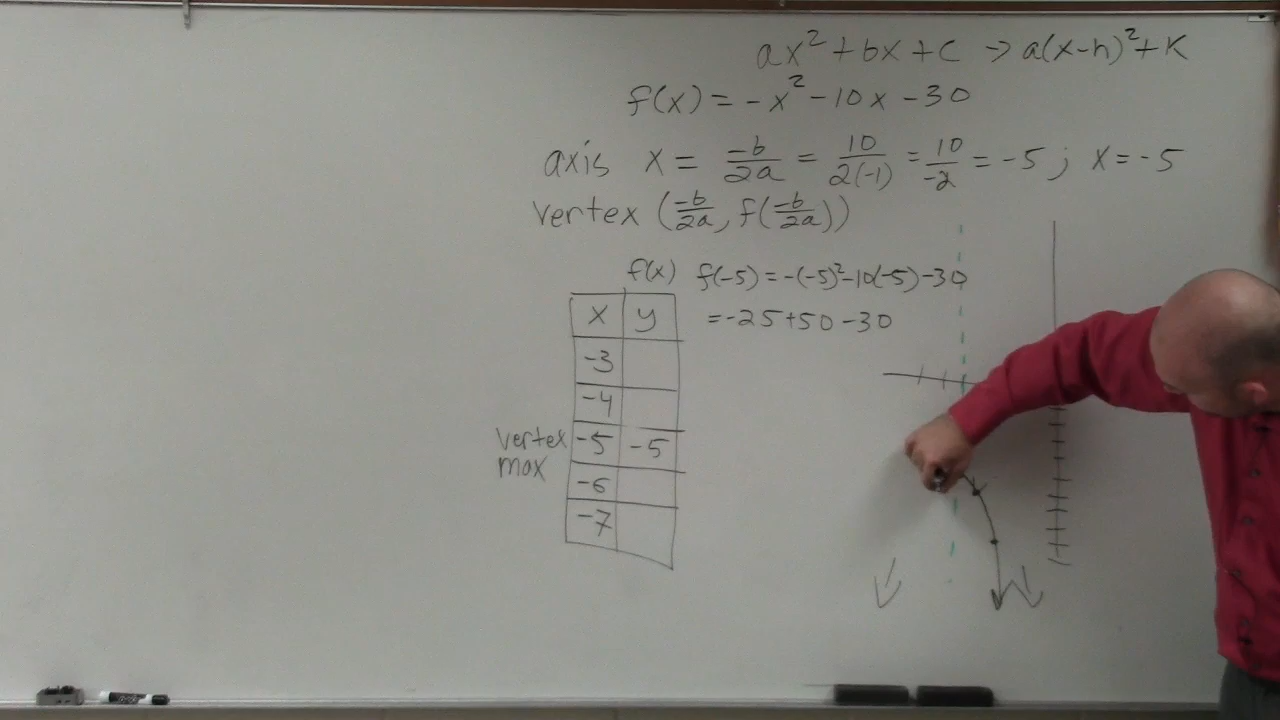 ax² + bx + c → a(x-h)² + K
f(x) = -x² - 10x - 30
axis x = -b/2a = 10/2(-1) = 10/-2 = -5 ; x = -5
vertex (-b/2a, f(-b/2a))
f(x) f(-5) = -(-5)² - 10(-5) - 30
x y = -25 + 50 - 30
-3
-4
vertex max -5 -5
-6
-7